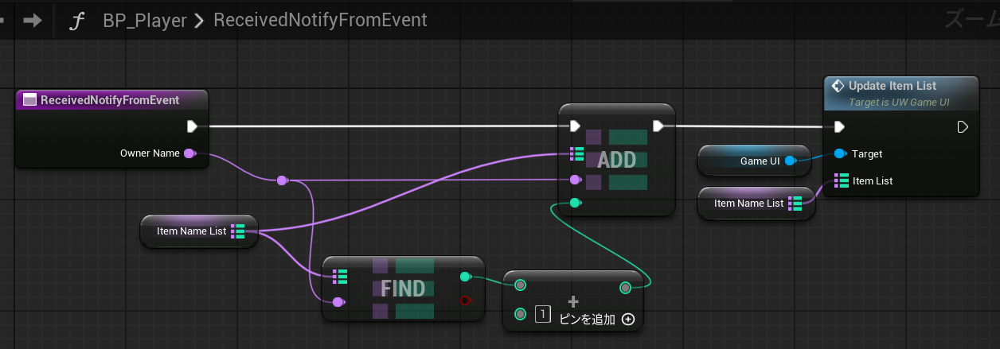 f BP_Player > ReceivedNotifyFromEvent
ズーム
ReceivedNotifyFromEvent
Owner Name
Item Name List
FIND
+
1
ピンを追加
ADD
Game UI
Item Name List
Update Item List
Target is UW Game UI
Target
Item List